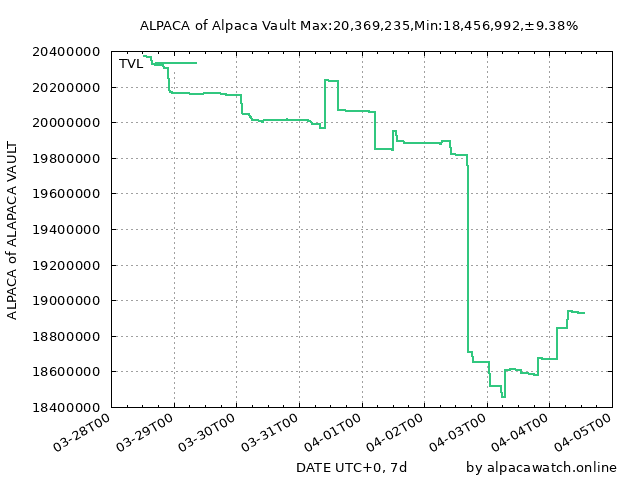 ALPACA of Alpaca Vault Max:20,369,235,Min:18,456,992,±9.38%
TVL
ALPACA of ALAPACA VAULT
20400000
20200000
20000000
19800000
19600000
19400000
19200000
19000000
18800000
18600000
18400000
03-28T00
03-29T00
03-30T00
03-31T00
04-01T00
04-02T00
04-03T00
04-04T00
04-05T00
DATE UTC+0, 7d
by alpacawatch.online